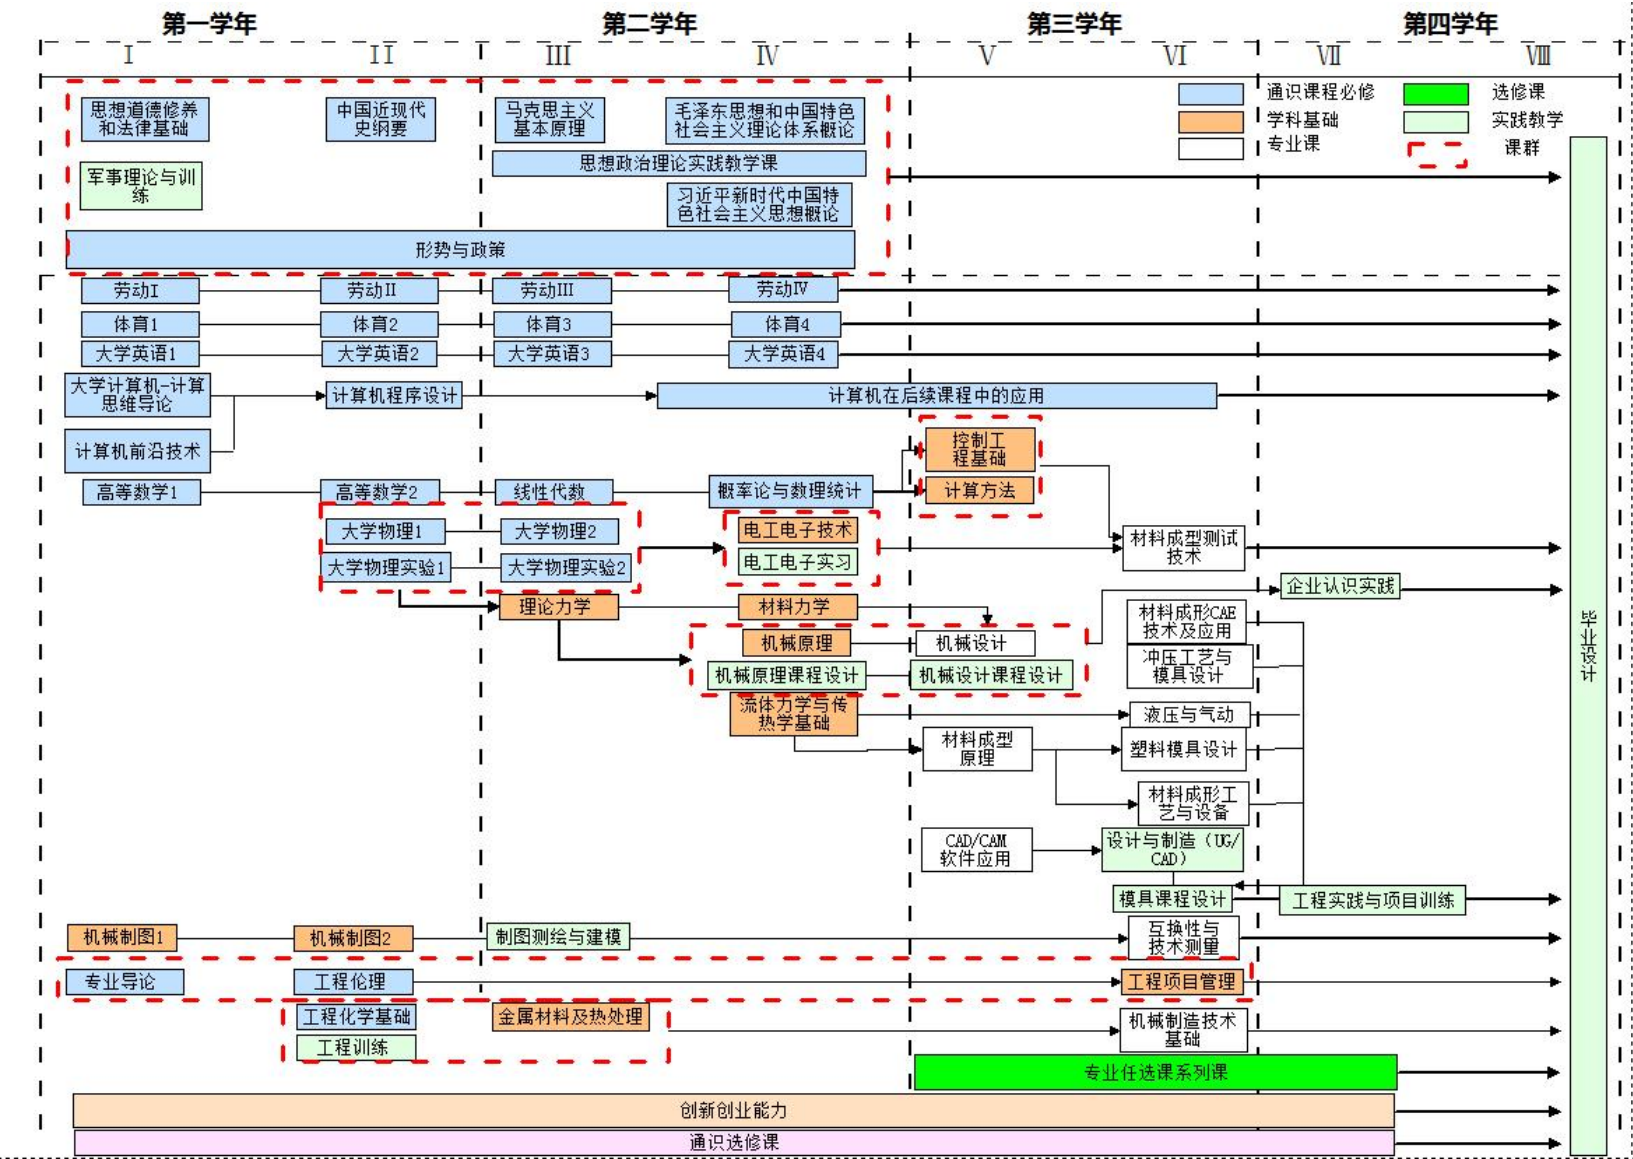 第一学年
第二学年
第三学年
第四学年
I
II
III
IV
V
VI
VII
VIII
通识课程必修
选修课
学科基础
实践教学
专业课
课群
思想道德修养
和法律基础
中国近现代
史纲要
马克思主义
基本原理
毛泽东思想和中国特色
社会主义理论体系概论
思想政治理论实践教学课
军事理论与训
练
习近平新时代中国特
色社会主义思想概论
形势与政策
劳动I
劳动II
劳动III
劳动IV
体育1
体育2
体育3
体育4
大学英语1
大学英语2
大学英语3
大学英语4
大学计算机-计算
思维导论
计算机程序设计
计算机在后续课程中的应用
计算机前沿技术
控制工
程基础
高等数学1
高等数学2
线性代数
概率论与数理统计
计算方法
大学物理1
大学物理2
电工电子技术
材料成型测试
技术
大学物理实验1
大学物理实验2
电工电子实习
企业认识实践
理论力学
材料力学
材料成形CAE
技术及应用
机械原理
机械设计
冲压工艺与
模具设计
机械原理课程设计
机械设计课程设计
流体力学与传
热学基础
液压与气动
材料成型
原理
塑料模具设计
材料成形工
艺与设备
CAD/CAM
软件应用
设计与制造（UG/
CAD）
模具课程设计
工程实践与项目训练
机械制图1
机械制图2
制图测绘与建模
互换性与
技术测量
专业导论
工程伦理
工程项目管理
工程化学基础
金属材料及热处理
机械制造技术
基础
工程训练
专业任选课系列课
创新创业能力
通识选修课
毕业设计